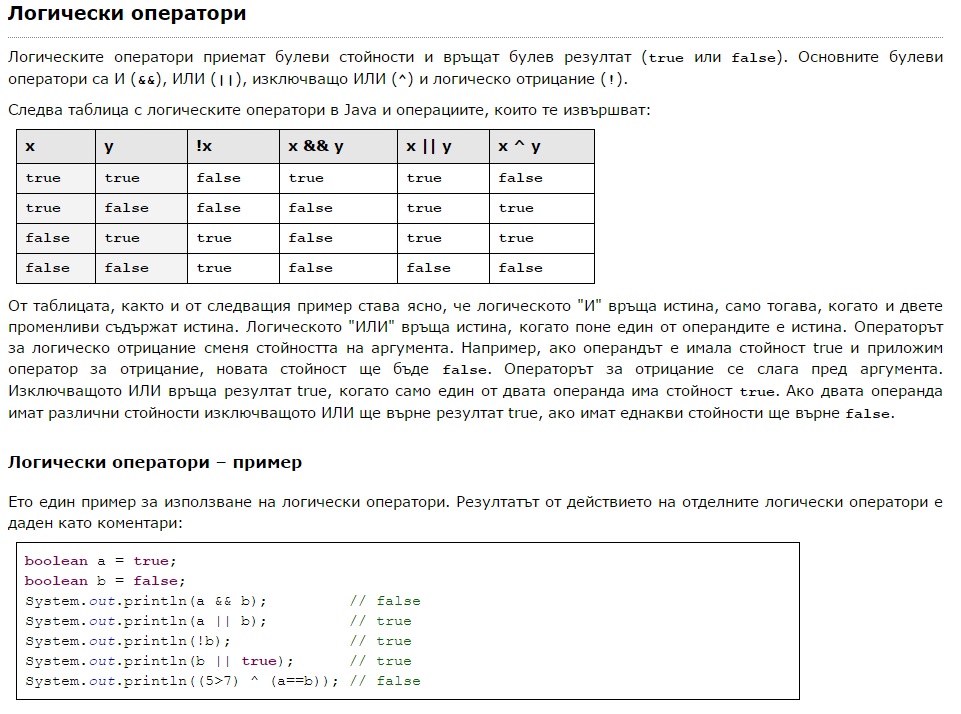 Логически оператори
Логическите оператори приемат булеви стойности и връщат булев резултат (true или false). Основните булеви
оператори са И (&&), ИЛИ (||), изключващо ИЛИ (^) и логическо отрицание (!).
Следва таблица с логическите оператори в Java и операциите, които те извършват:
x y !x x && y x || y x ^ y
true true false true true false
true false false false true true
false true true false true true
false false true false false false
От таблицата, както и от следващия пример става ясно, че логическото "И" връща истина, само тогава, когато и двете
променливи съдържат истина. Логическото "ИЛИ" връща истина, когато поне един от операндите е истина. Операторът
за логическо отрицание сменя стойността на аргумента. Например, ако операндът е имала стойност true и приложим
оператор за отрицание, новата стойност ще бъде false. Операторът за отрицание се слага пред аргумента.
Изключващото ИЛИ връща резултат true, когато само един от двата операнда има стойност true. Ако двата операнда
имат различни стойности изключващото ИЛИ ще върне резултат true, ако имат еднакви стойности ще върне false.
Логически оператори – пример
Ето един пример за използване на логически оператори. Резултатът от действието на отделните логически оператори е
даден като коментари:
boolean a = true;
boolean b = false;
System.out.println(a && b); // false
System.out.println(a || b); // true
System.out.println(!b); // true
System.out.println(b || true); // true
System.out.println((5>7) ^ (a==b)); // false